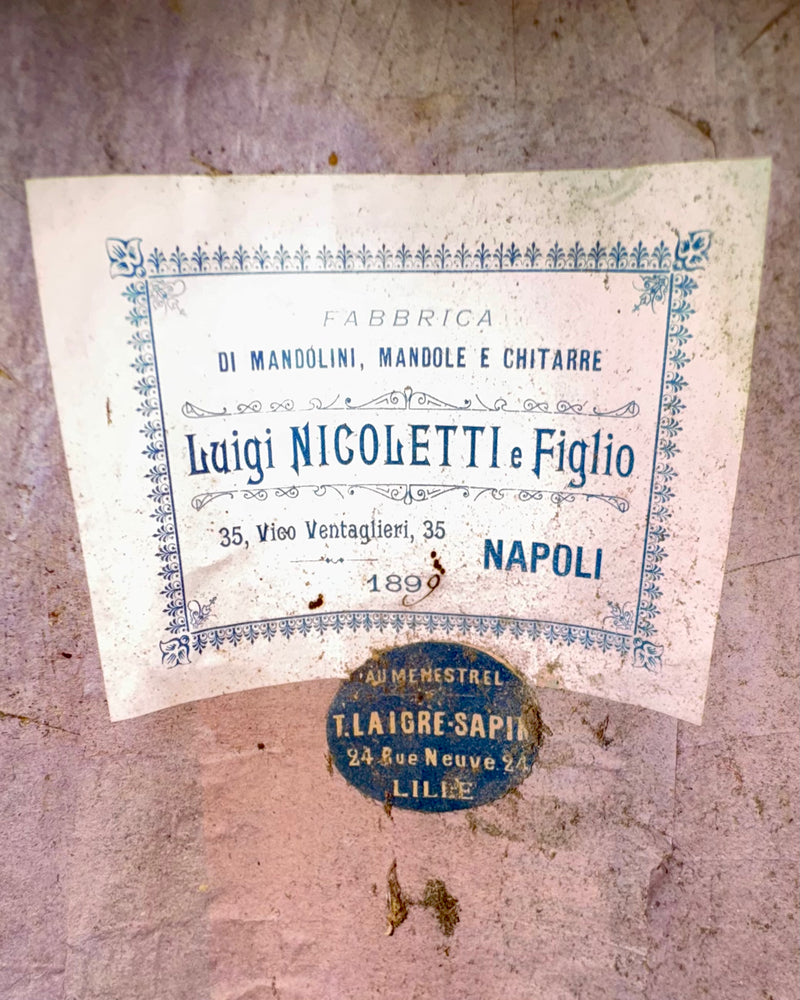 FABBRICA
DI MANDOLINI, MANDOLE E CHITARRE
Luigi NICOLETTI e Figlio
35, Vico Ventaglieri, 35
NAPOLI
1899
AU MENESTREL
T. LAIGRE-SAPIN
24 Rue Neuve 24
LILLE